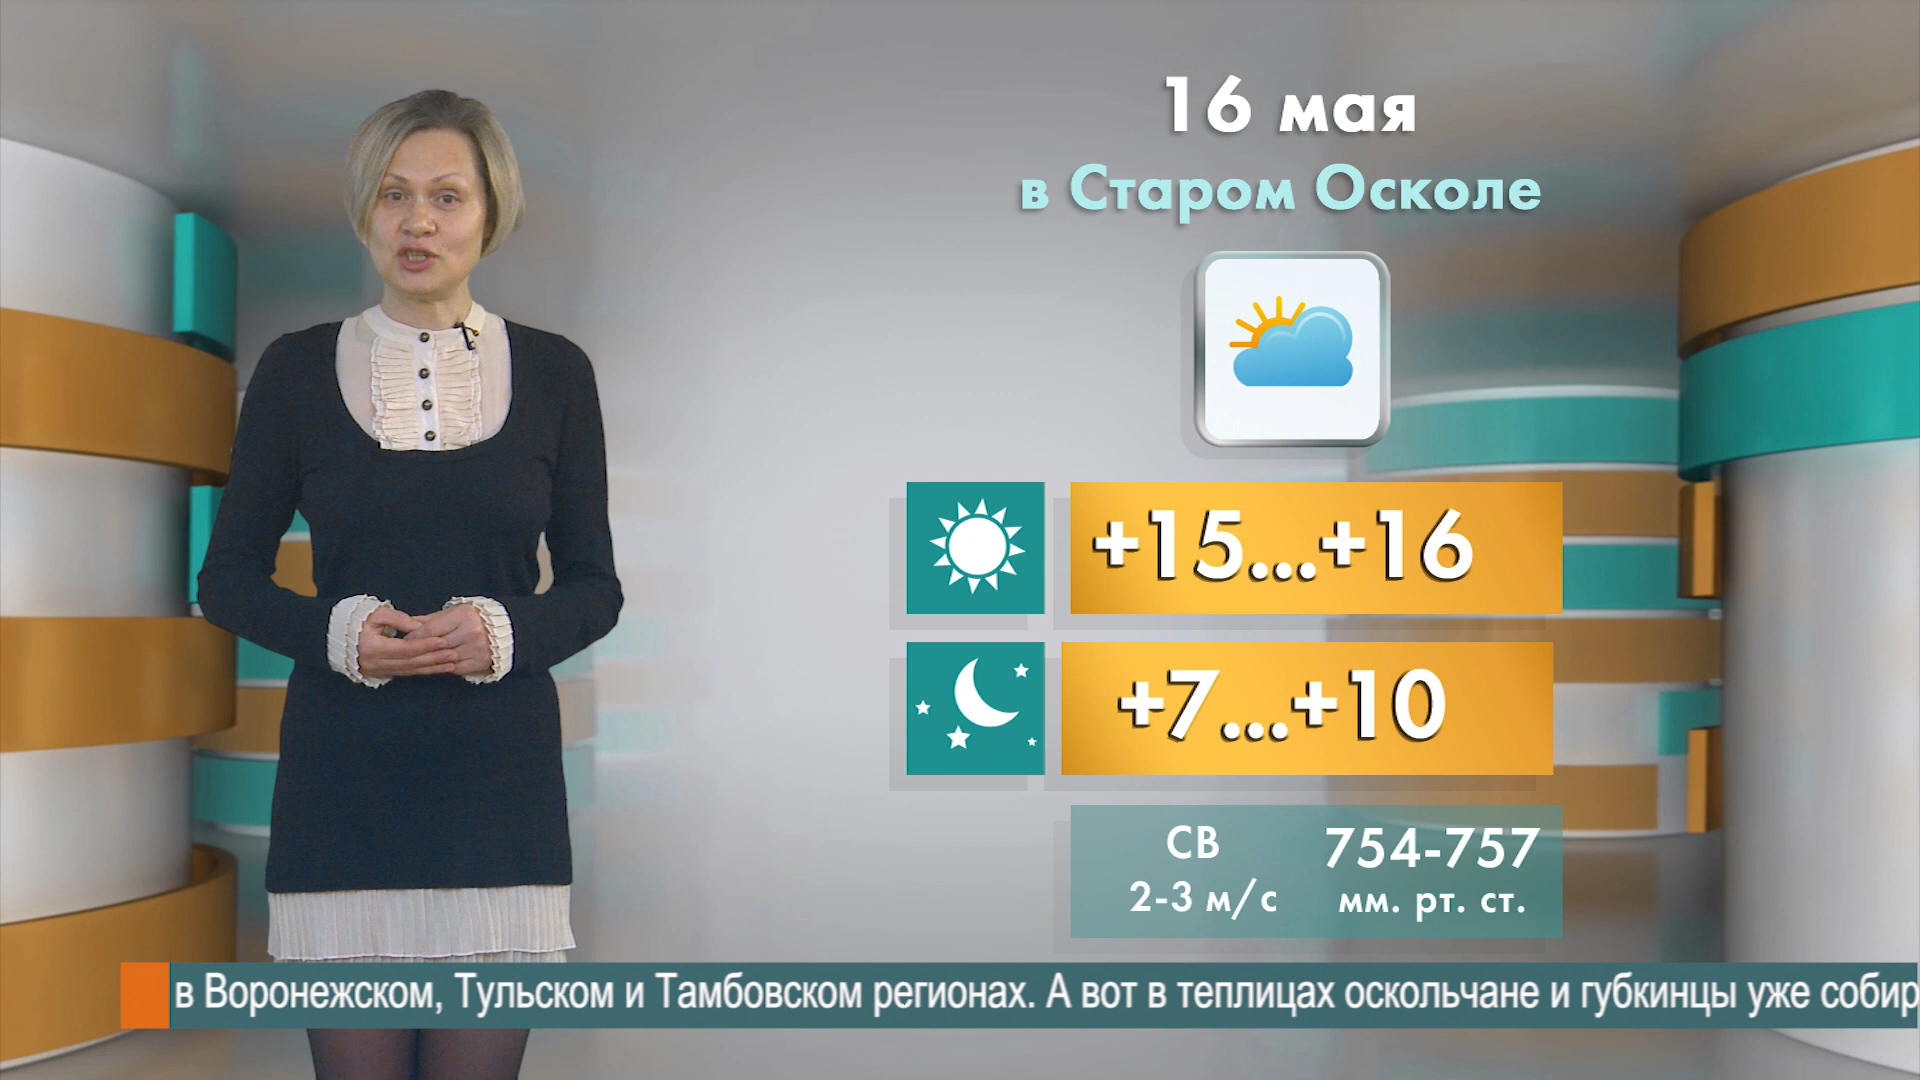 16 мая
в Старом Осколе
+15...+16
+7...+10
СВ
2-3 м/с
754-757
мм. рт. ст.
в Воронежском, Тульском и Тамбовском регионах. А вот в теплицах оскольчане и губкинцы уже собир